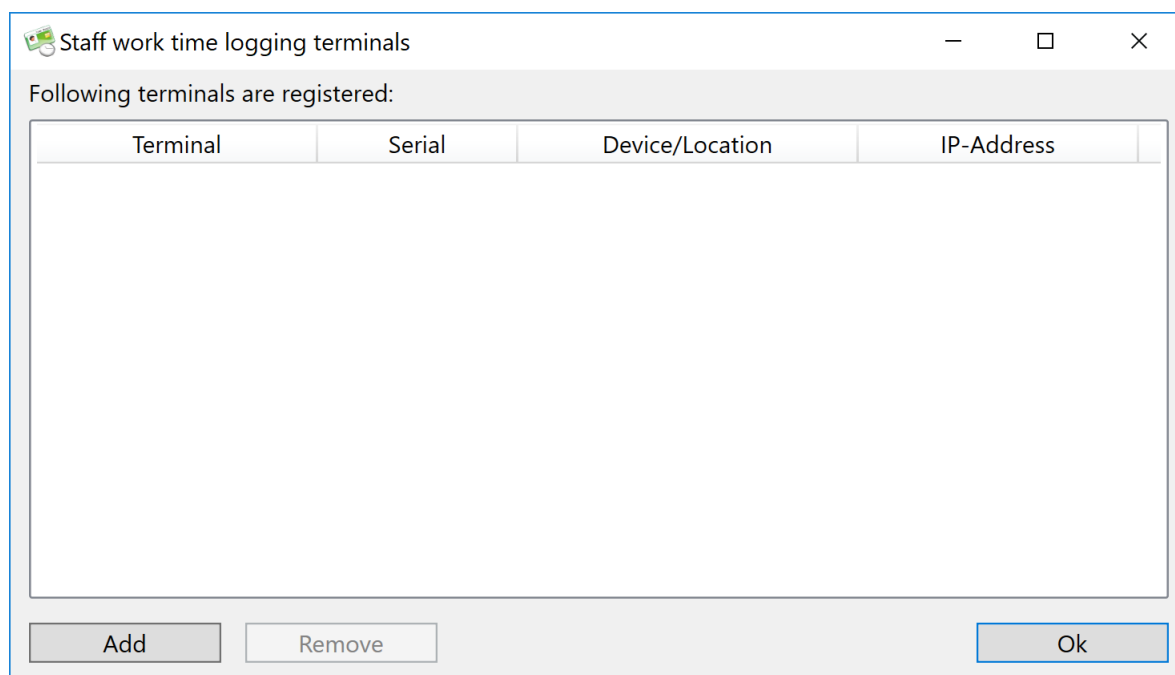 Staff work time logging terminals
Following terminals are registered:
Terminal Serial Device/Location IP-Address
Add Remove Ok